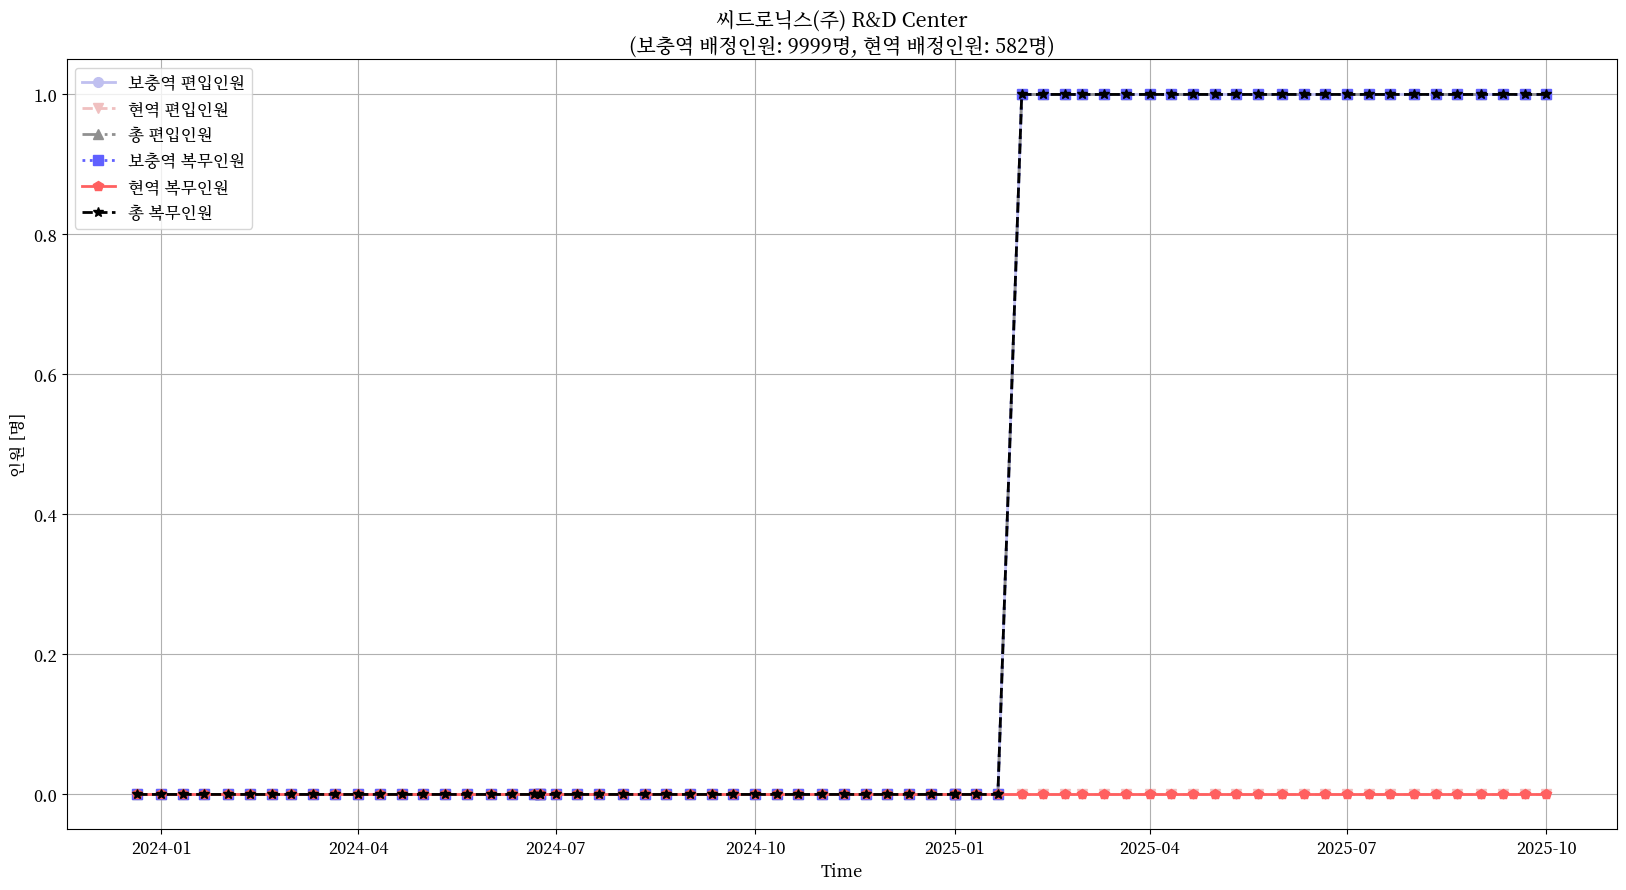 씨드로닉스(주) R&D Center
(보충역 배정인원: 9999명, 현역 배정인원: 582명)
보충역 편입인원
현역 편입인원
총 편입인원
보충역 복무인원
현역 복무인원
총 복무인원
1.0
0.8
0.6
0.4
0.2
0.0
인원 [명]
2024-01
2024-04
2024-07
2024-10
2025-01
2025-04
2025-07
2025-10
Time